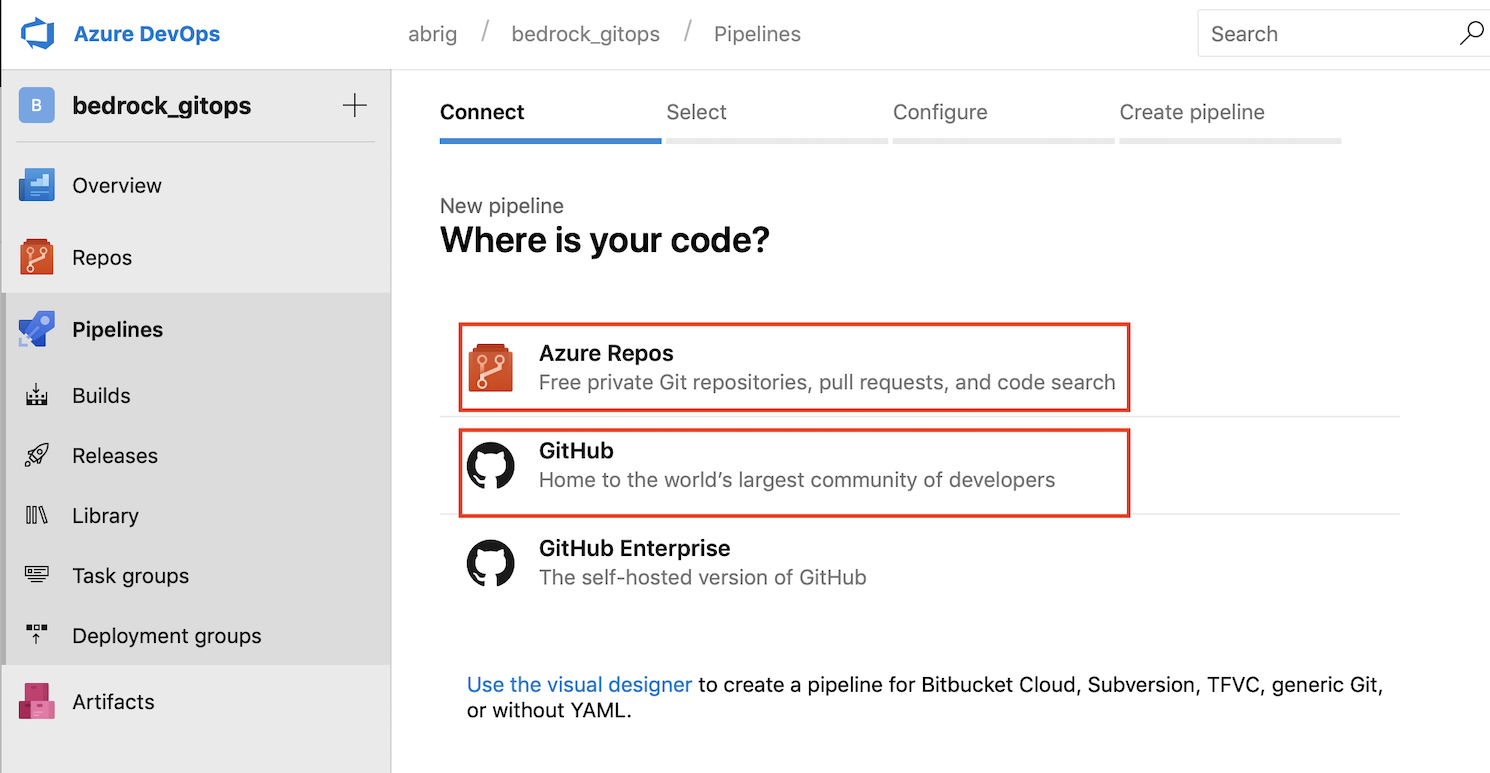 Azure DevOps
abrig / bedrock_gitops / Pipelines
Search
B bedrock_gitops
Overview
Repos
Pipelines
Builds
Releases
Library
Task groups
Deployment groups
Artifacts
Connect
Select
Configure
Create pipeline
New pipeline
Where is your code?
Azure Repos
Free private Git repositories, pull requests, and code search
GitHub
Home to the world’s largest community of developers
GitHub Enterprise
The self-hosted version of GitHub
Use the visual designer to create a pipeline for Bitbucket Cloud, Subversion, TFVC, generic Git,
or without YAML.